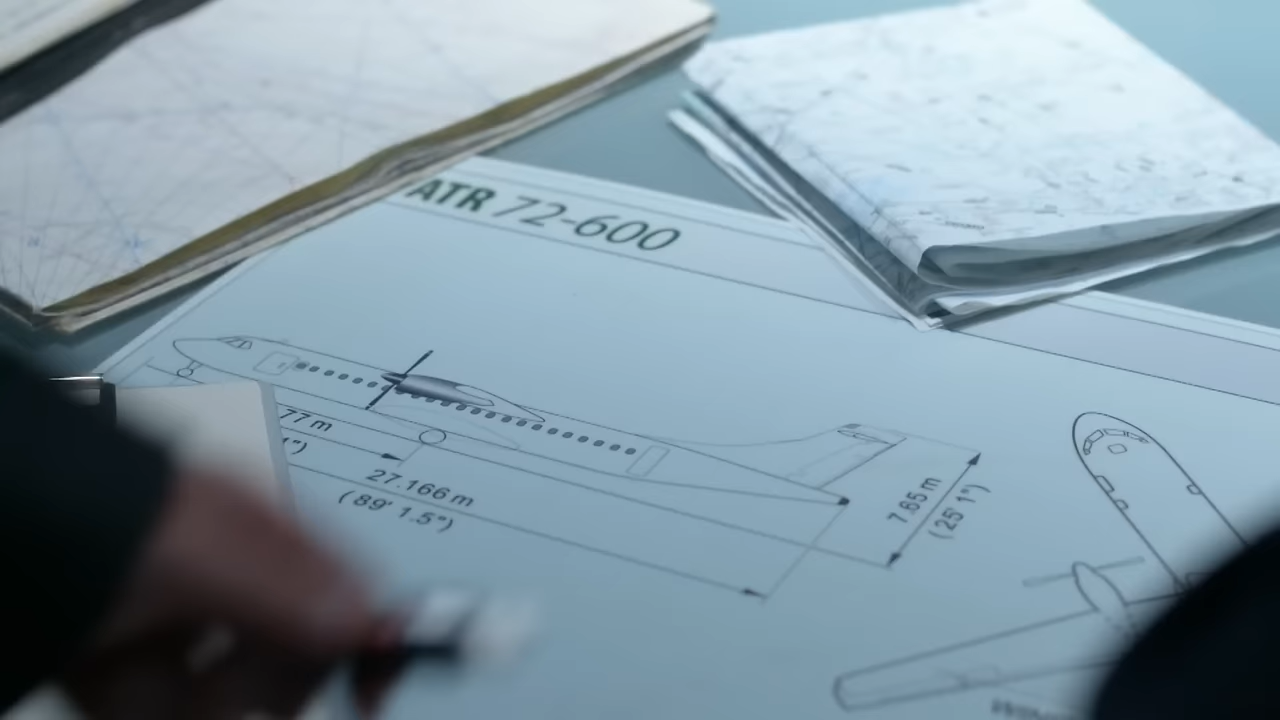 ATR 72-600
77 m
27.166 m
(89' 1.5")
7.65 m
(25' 1")